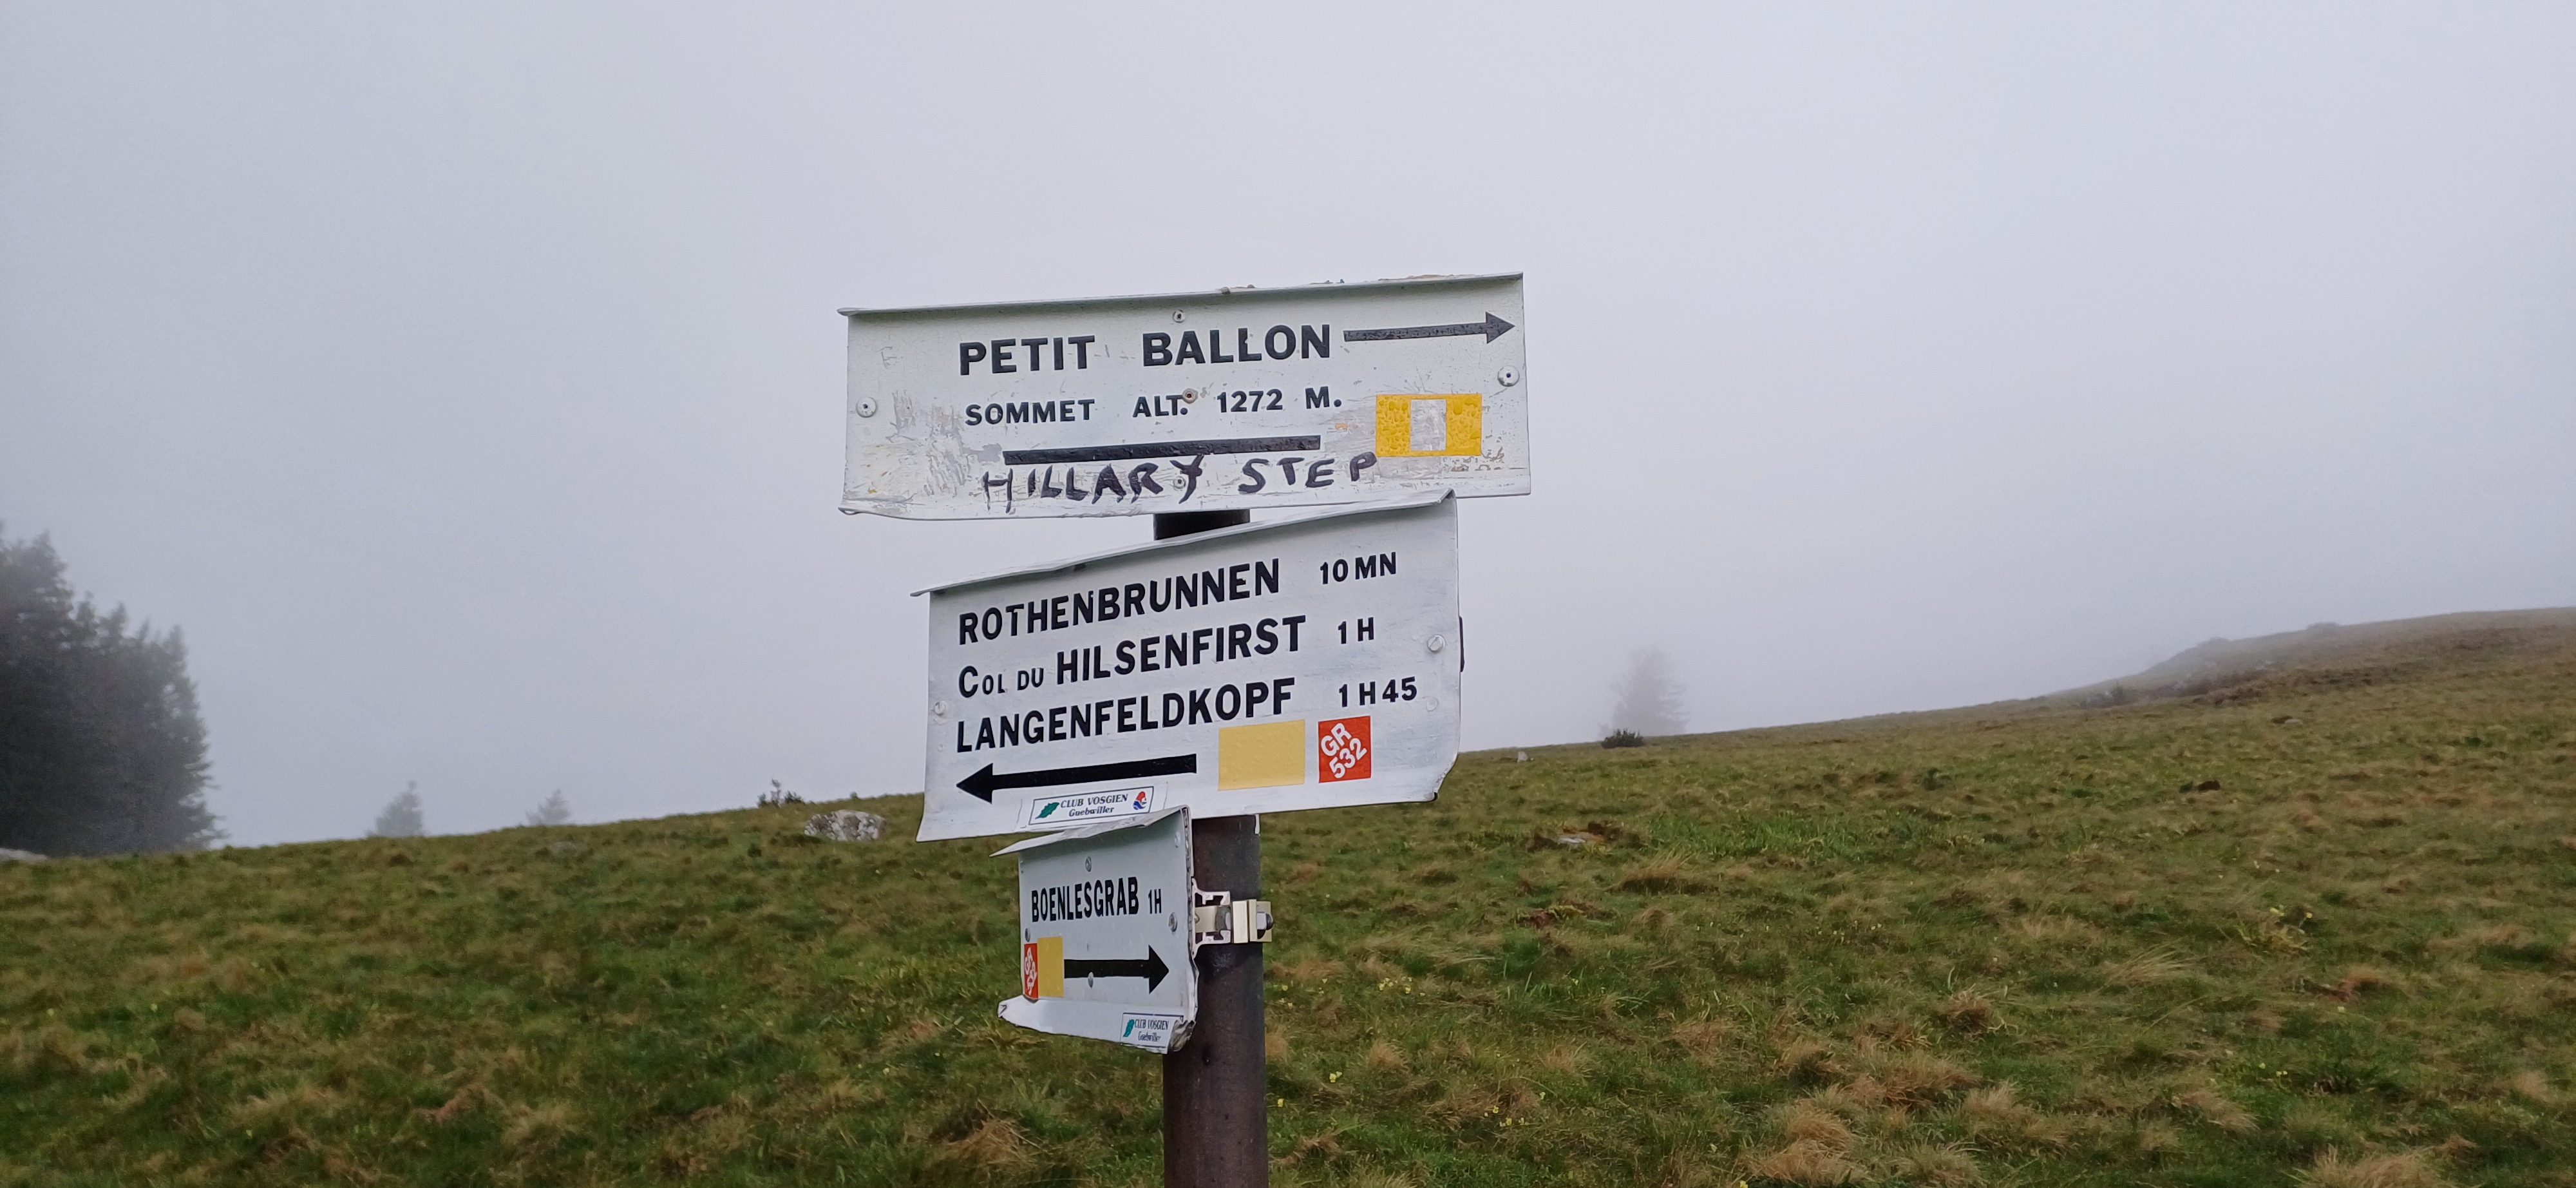 PETIT BALLON
SOMMET ALT. 1272 M.
HILLARY STEP
ROTHENBRUNNEN 10 MN
COL DU HILSENFIRST 1 H
LANGENFELDKOPF 1 H 45
GR
532
CLUB VOSGIEN
Guebwiller
BOENLESGRAB 1H
CLUB VOSGIEN
Guebwiller